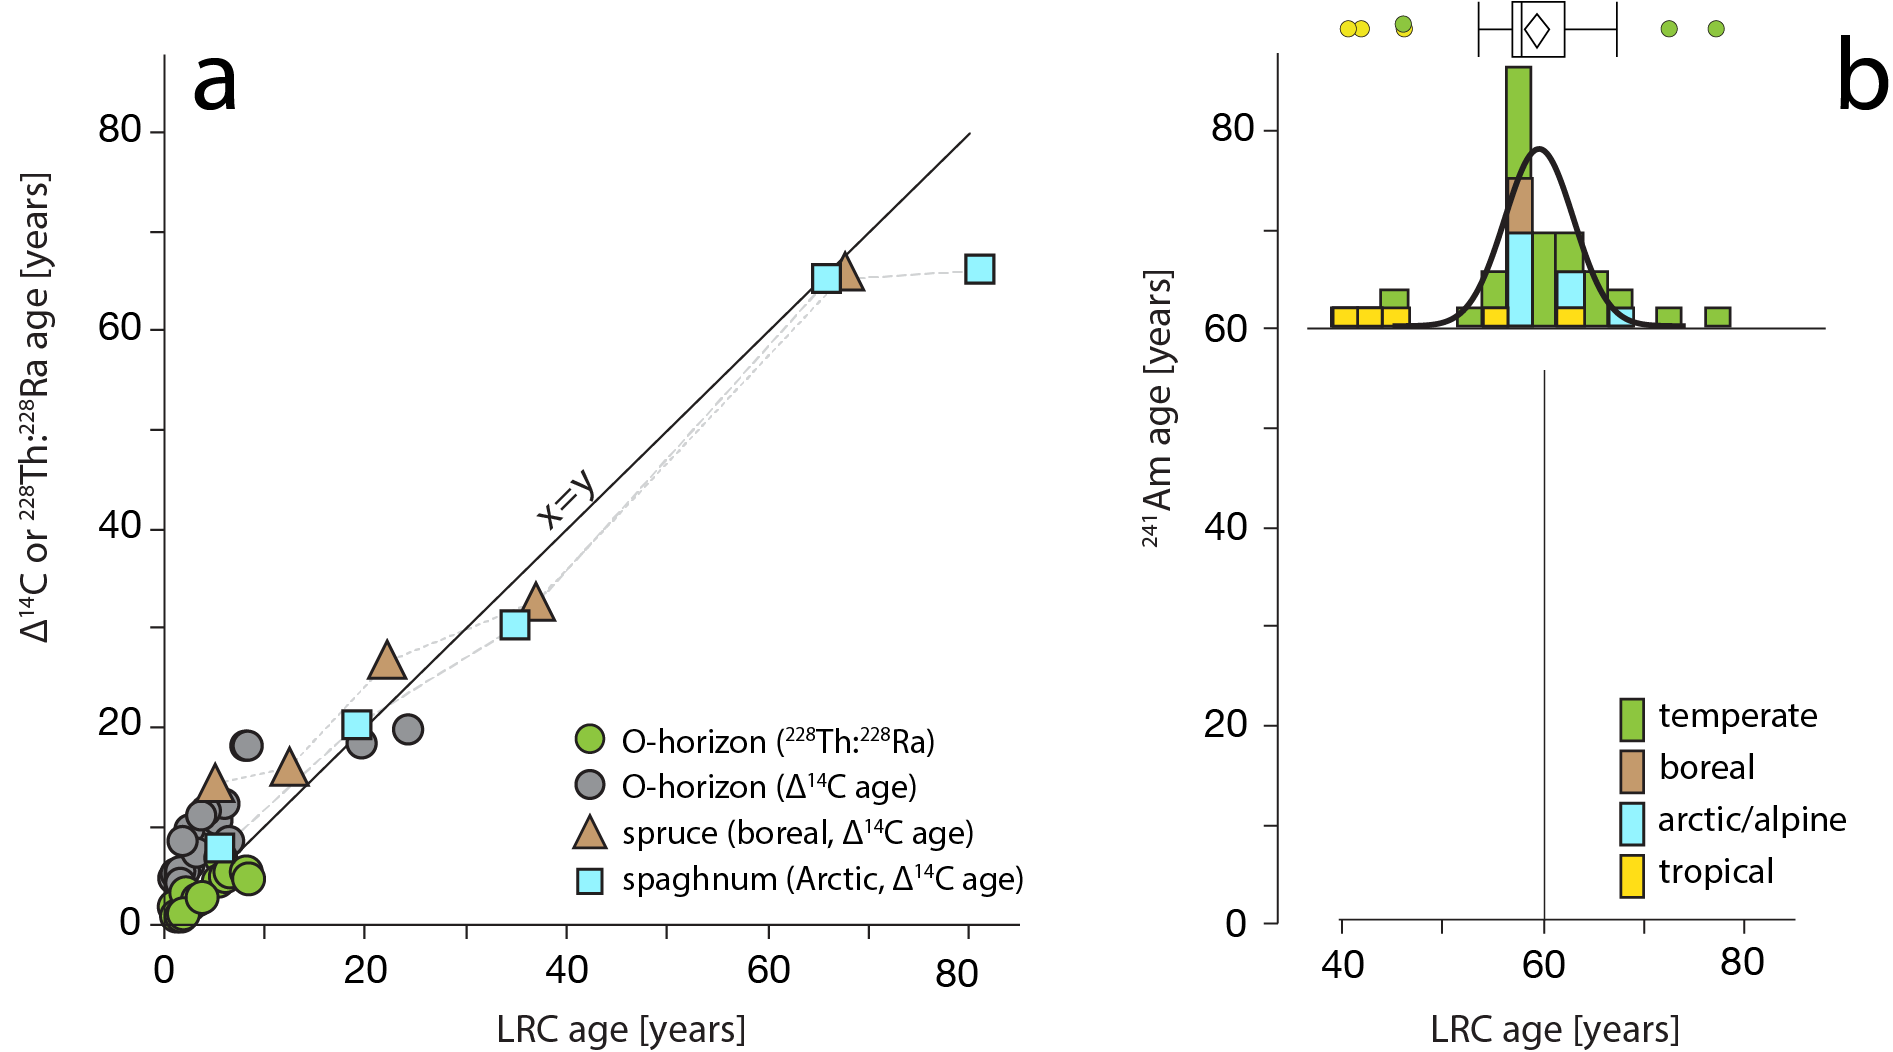 a
80
60
40
20
0
Δ¹⁴C or ²²⁸Th:²²⁸Ra age [years]
x=y
O-horizon (²²⁸Th:²²⁸Ra)
O-horizon (Δ¹⁴C age)
spruce (boreal, Δ¹⁴C age)
spaghnum (Arctic, Δ¹⁴C age)
0 20 40 60 80
LRC age [years]
b
80
60
40
20
0
²⁴¹Am age [years]
temperate
boreal
arctic/alpine
tropical
40 60 80
LRC age [years]